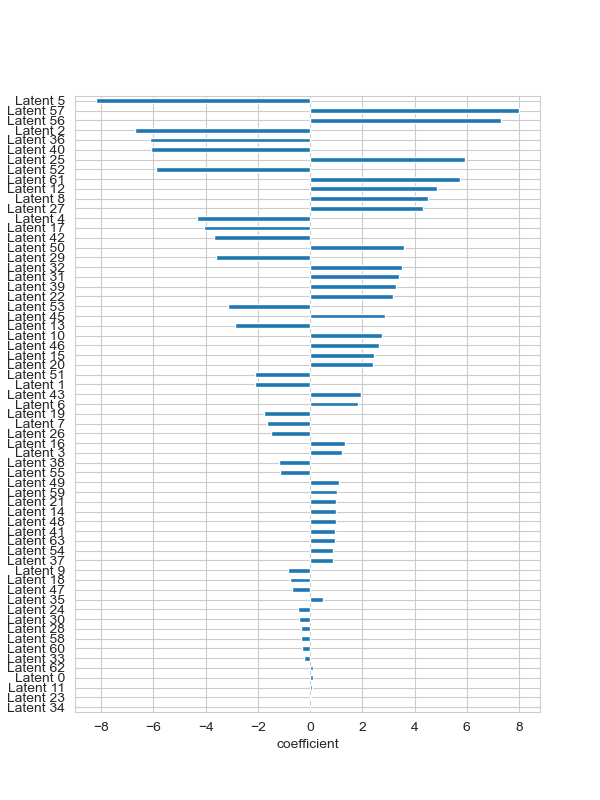 Latent 5
Latent 57
Latent 56
Latent 2
Latent 36
Latent 40
Latent 25
Latent 52
Latent 61
Latent 12
Latent 8
Latent 27
Latent 4
Latent 17
Latent 42
Latent 50
Latent 29
Latent 32
Latent 31
Latent 39
Latent 22
Latent 53
Latent 45
Latent 13
Latent 10
Latent 46
Latent 15
Latent 20
Latent 51
Latent 1
Latent 43
Latent 6
Latent 19
Latent 7
Latent 26
Latent 16
Latent 3
Latent 38
Latent 55
Latent 49
Latent 59
Latent 21
Latent 14
Latent 48
Latent 41
Latent 63
Latent 54
Latent 37
Latent 9
Latent 18
Latent 47
Latent 35
Latent 24
Latent 30
Latent 28
Latent 58
Latent 60
Latent 33
Latent 62
Latent 0
Latent 11
Latent 23
Latent 34
−8 −6 −4 −2 0 2 4 6 8
coefficient